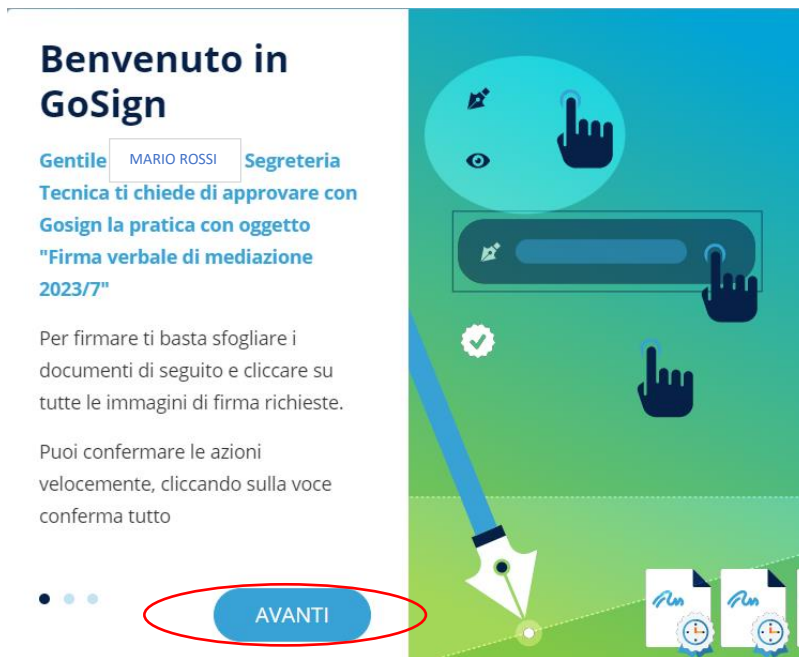 Benvenuto in
GoSign
Gentile MARIO ROSSI Segreteria
Tecnica ti chiede di approvare con
Gosign la pratica con oggetto
"Firma verbale di mediazione
2023/7"
Per firmare ti basta sfogliare i
documenti di seguito e cliccare su
tutte le immagini di firma richieste.
Puoi confermare le azioni
velocemente, cliccando sulla voce
conferma tutto
AVANTI